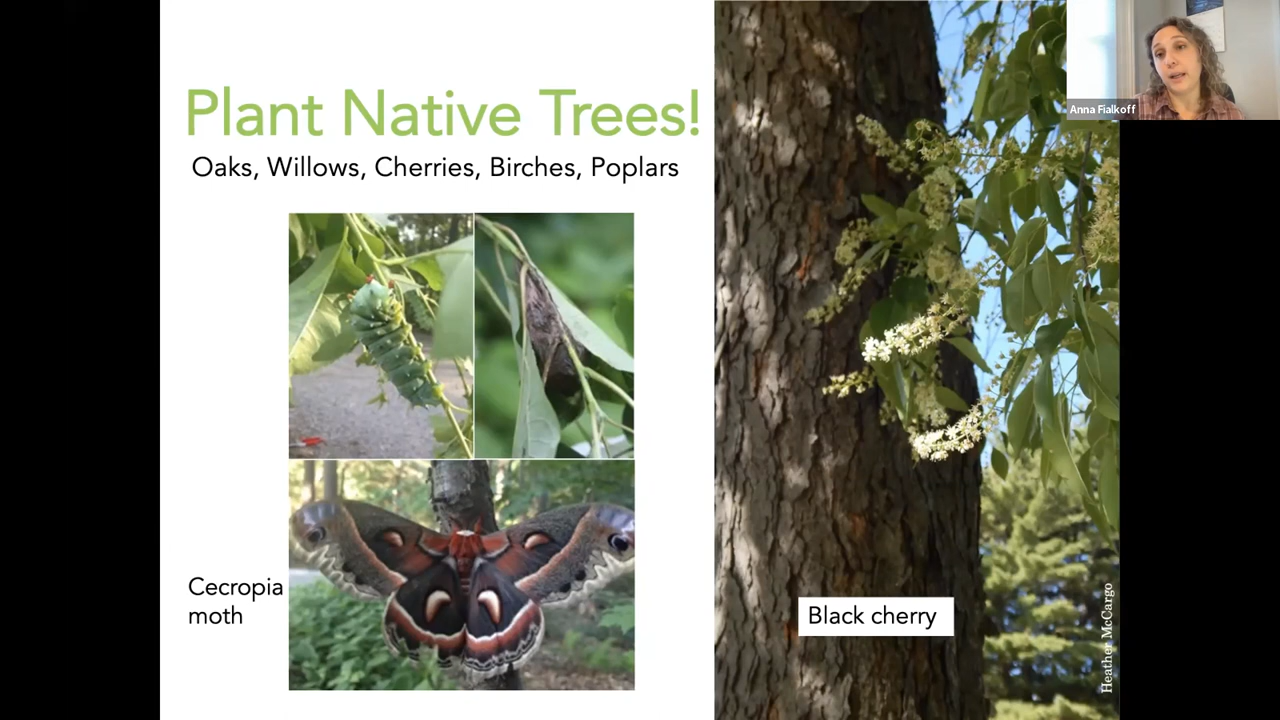 Plant Native Trees!
Oaks, Willows, Cherries, Birches, Poplars
Cecropia
moth
Black cherry
Heather McCargo
Anna Fialkoff